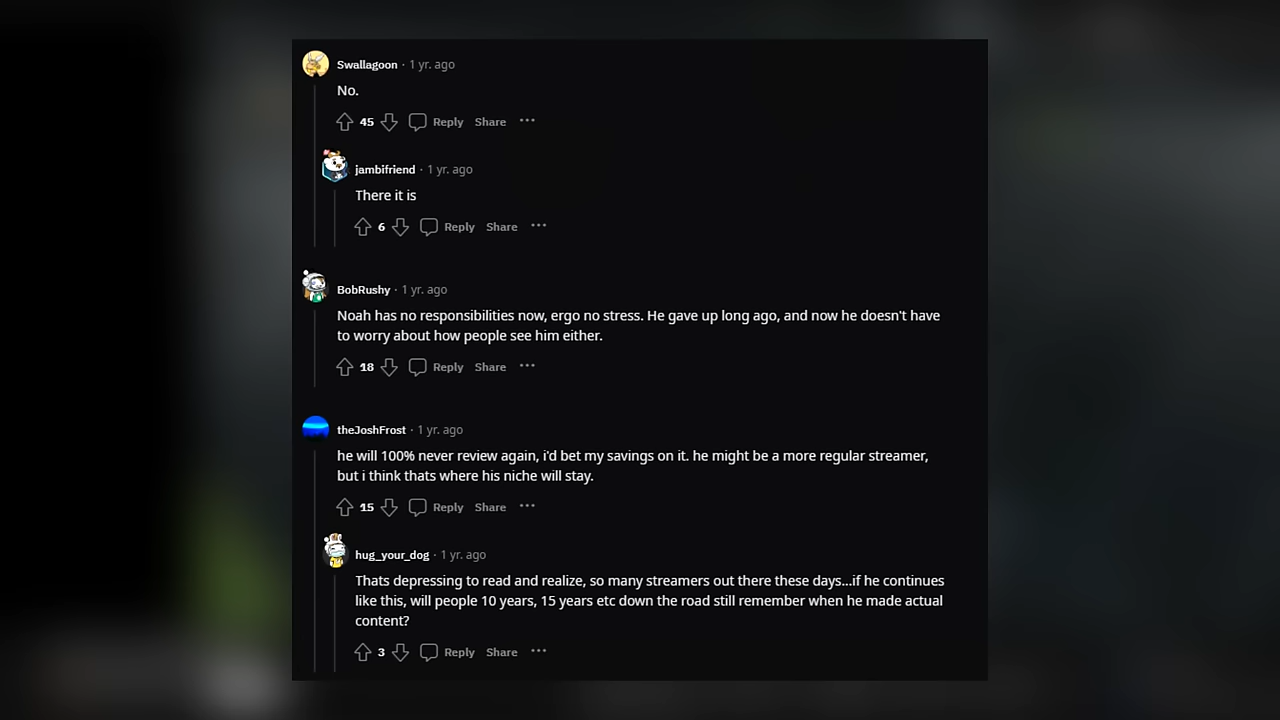 Swallagoon · 1 yr. ago
No.
45 Reply Share ···
jambifriend · 1 yr. ago
There it is
6 Reply Share ···
BobRushy · 1 yr. ago
Noah has no responsibilities now, ergo no stress. He gave up long ago, and now he doesn't have
to worry about how people see him either.
18 Reply Share ···
theJoshFrost · 1 yr. ago
he will 100% never review again, i'd bet my savings on it. he might be a more regular streamer,
but i think thats where his niche will stay.
15 Reply Share ···
hug_your_dog · 1 yr. ago
Thats depressing to read and realize, so many streamers out there these days...if he continues
like this, will people 10 years, 15 years etc down the road still remember when he made actual
content?
3 Reply Share ···